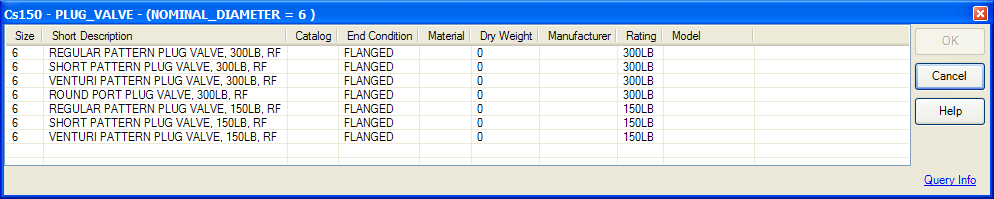 Cs150 - PLUG_VALVE - (NOMINAL_DIAMETER = 6 )
Size Short Description Catalog End Condition Material Dry Weight Manufacturer Rating Model
6 REGULAR PATTERN PLUG VALVE, 300LB, RF FLANGED 0 300LB
6 SHORT PATTERN PLUG VALVE, 300LB, RF FLANGED 0 300LB
6 VENTURI PATTERN PLUG VALVE, 300LB, RF FLANGED 0 300LB
6 ROUND PORT PLUG VALVE, 300LB, RF FLANGED 0 300LB
6 REGULAR PATTERN PLUG VALVE, 150LB, RF FLANGED 0 150LB
6 SHORT PATTERN PLUG VALVE, 150LB, RF FLANGED 0 150LB
6 VENTURI PATTERN PLUG VALVE, 150LB, RF FLANGED 0 150LB
OK
Cancel
Help
Query Info